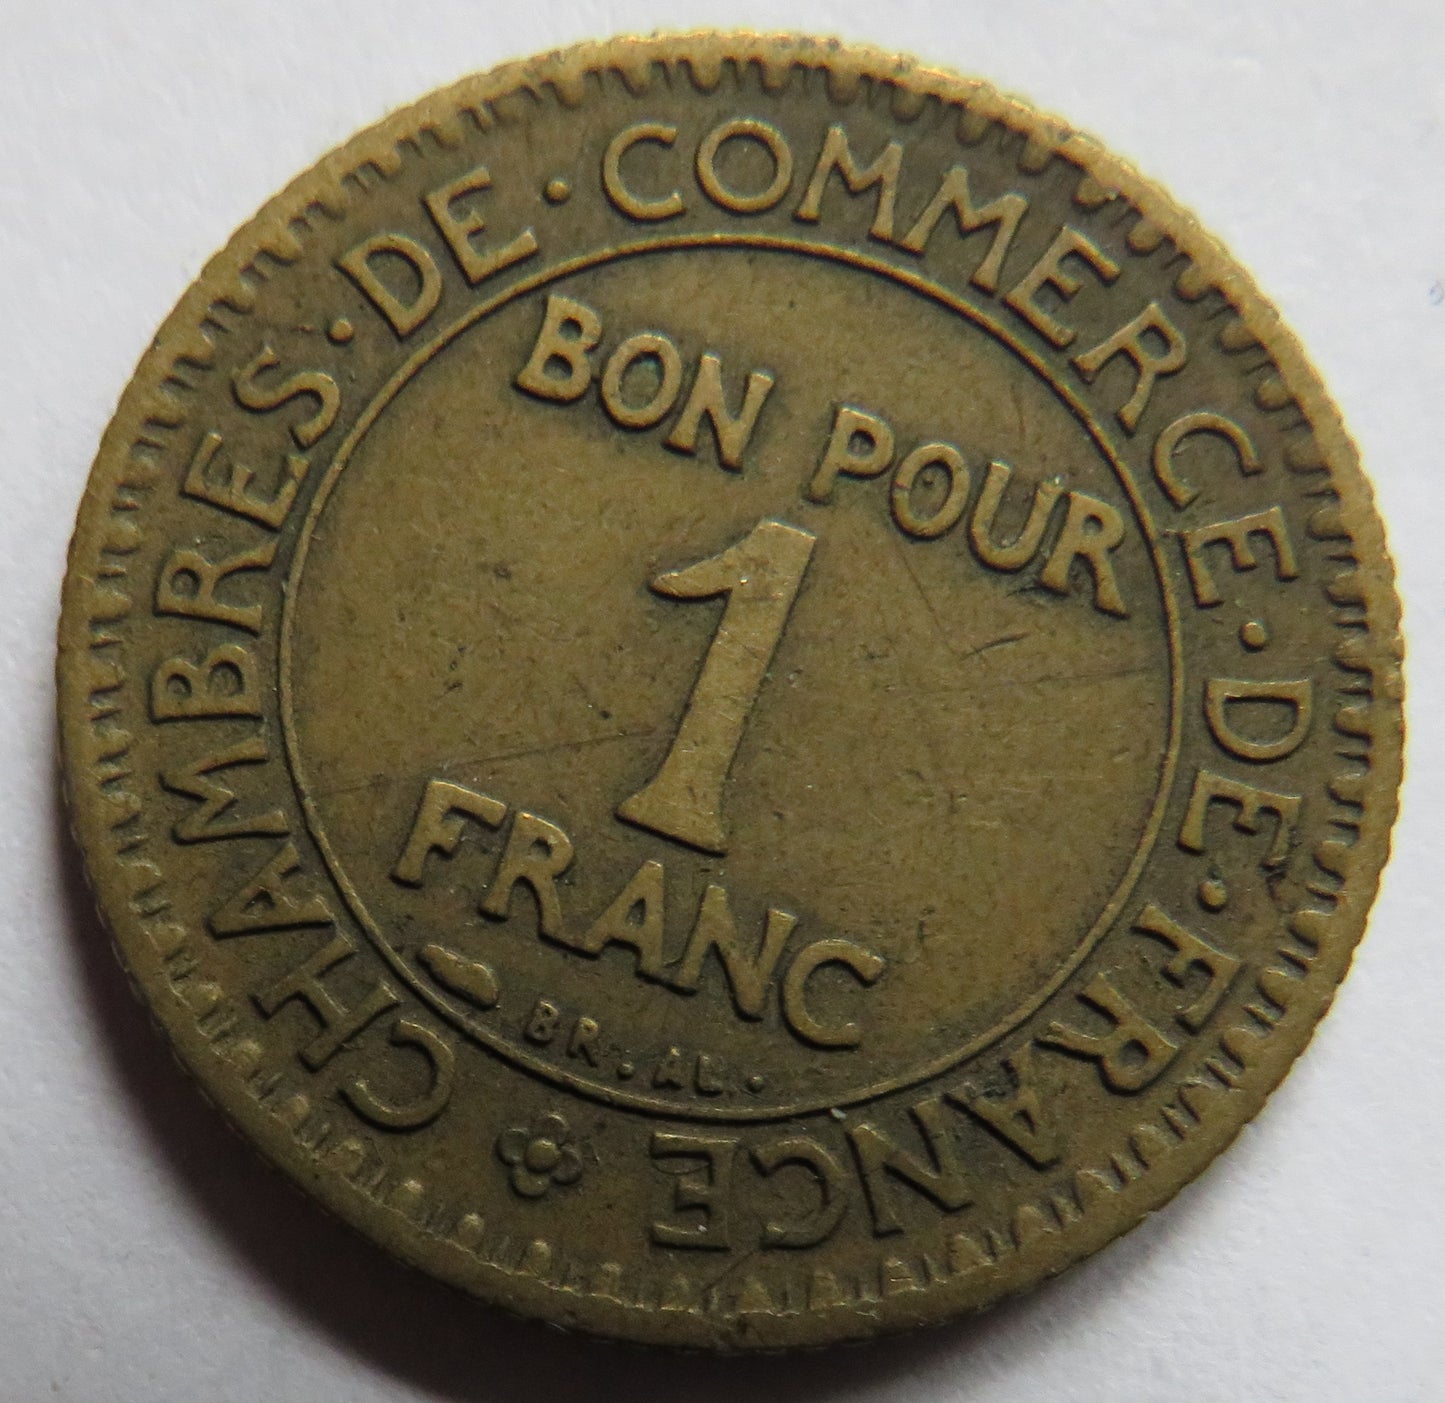 CHAMBRES · DE · COMMERCE · DE · FRANCE
BON POUR
1
FRANC
BR. AL.